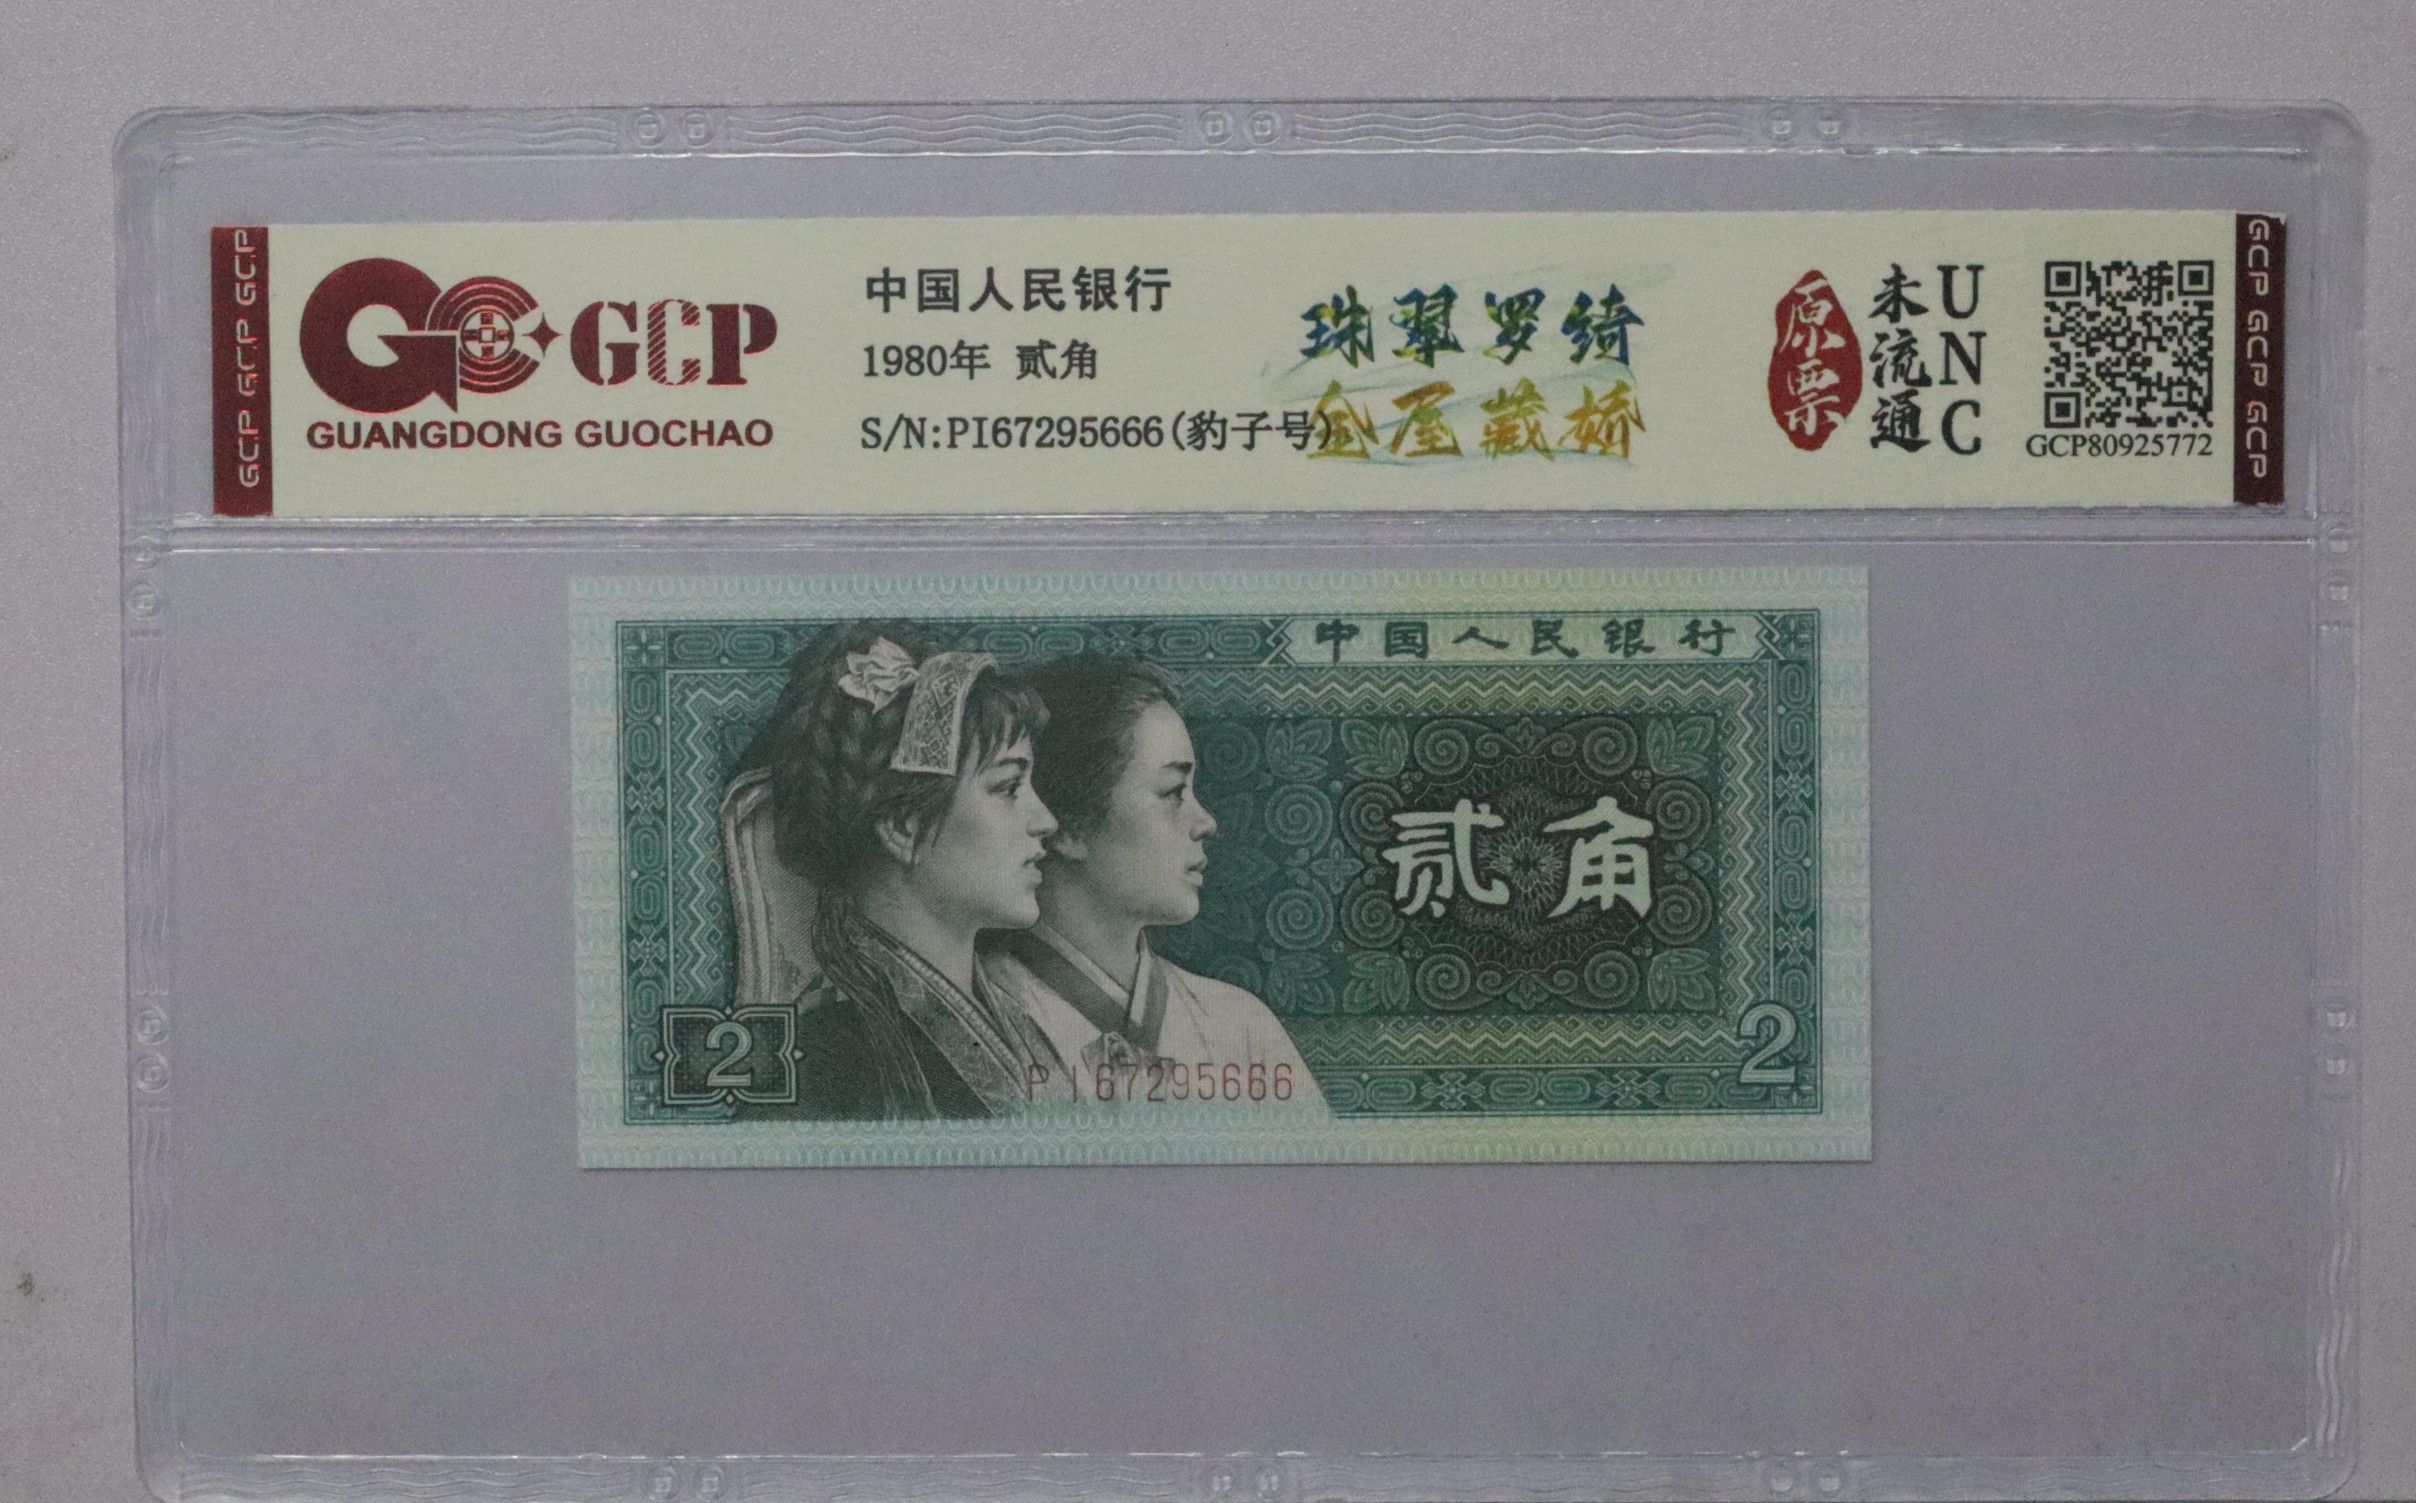 GCP GCP GCP
GCP
GUANGDONG GUOCHAO
中国人民银行
1980年 贰角
S/N:PI67295666(豹子号)
珠翠罗绮
金屋藏娇
原票
未流通
UNC
GCP80925772
GCP GCP GCP
中国人民银行
贰角
2
PI67295666
2